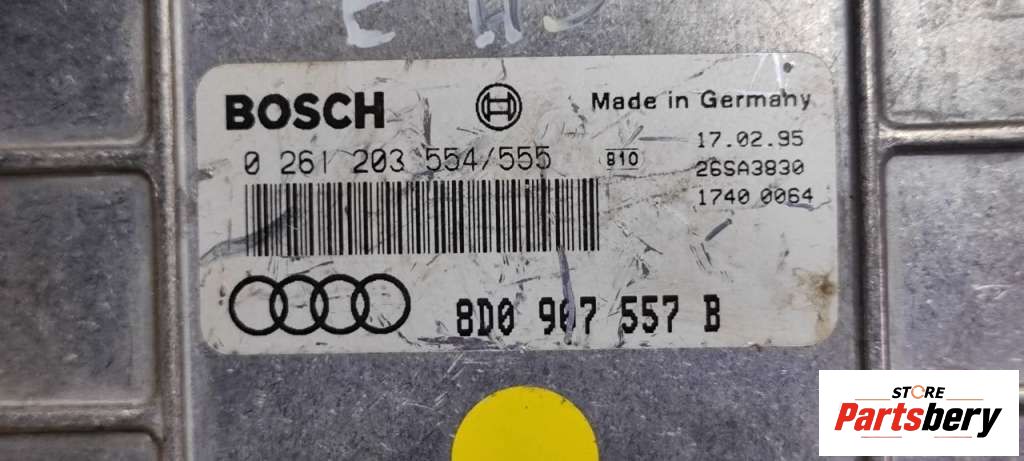 BOSCH
Made in Germany
0 261 203 554/555
810
17.02.95
26SA3830
1740 0064
8D0 907 557 B
STORE
Partsbery